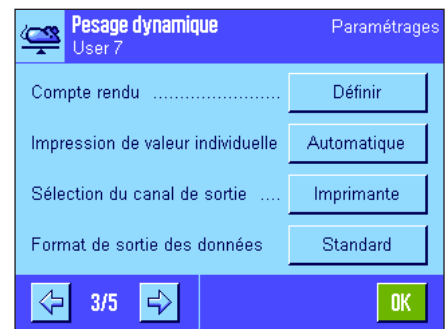 Pesage dynamique
Paramétrages
User 7
Compte rendu ........................ Définir
Impression de valeur individuelle Automatique
Sélection du canal de sortie .... Imprimante
Format de sortie des données Standard
3/5
OK